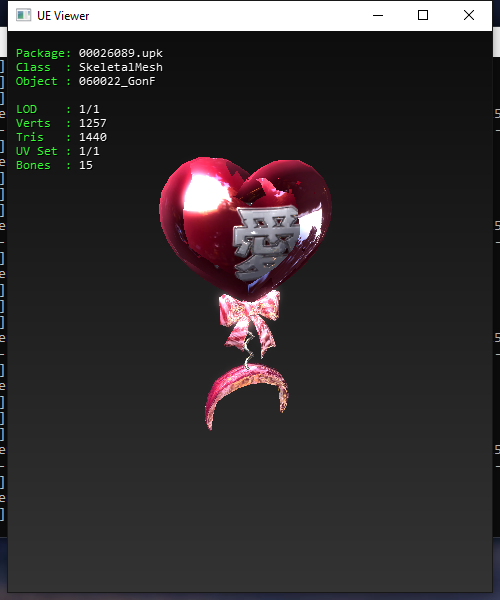 UE Viewer
Package: 00026089.upk
Class  : SkeletalMesh
Object : 060022_GonF
LOD    : 1/1
Verts  : 1257
Tris   : 1440
UV Set : 1/1
Bones  : 15
愛